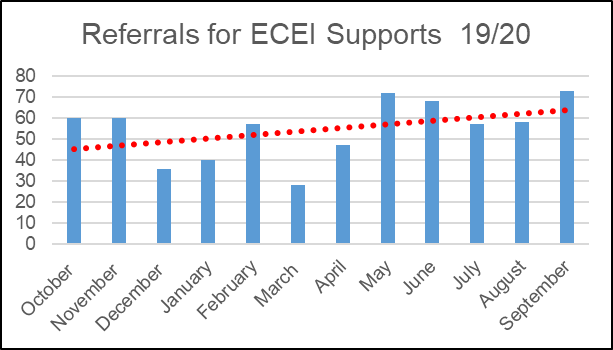 Referrals for ECEI Supports 19/20
80
70
60
50
40
30
20
10
0
October
November
December
January
February
March
April
May
June
July
August
September